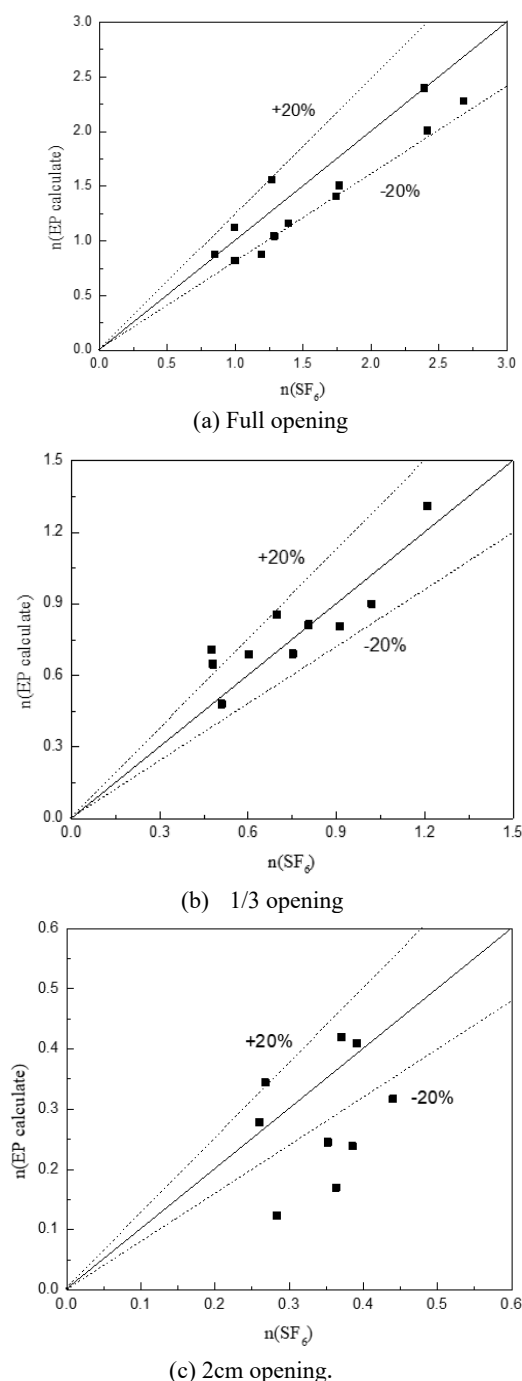 3.0
2.5
2.0
1.5
1.0
0.5
0.0
n(EP calculate)
+20%
-20%
0.0 0.5 1.0 1.5 2.0 2.5 3.0
n(SF₆)
(a) Full opening
1.5
1.2
0.9
0.6
0.3
0.0
n(EP calculate)
+20%
-20%
0.0 0.3 0.6 0.9 1.2 1.5
n(SF₆)
(b) 1/3 opening
0.6
0.5
0.4
0.3
0.2
0.1
0.0
n(EP calculate)
+20%
-20%
0.0 0.1 0.2 0.3 0.4 0.5 0.6
n(SF₆)
(c) 2cm opening.